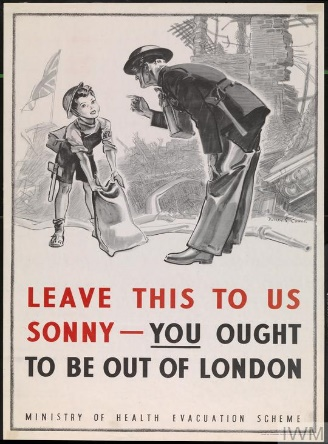 LEAVE THIS TO US
SONNY — YOU OUGHT
TO BE OUT OF LONDON
MINISTRY OF HEALTH EVACUATION SCHEME
IWM